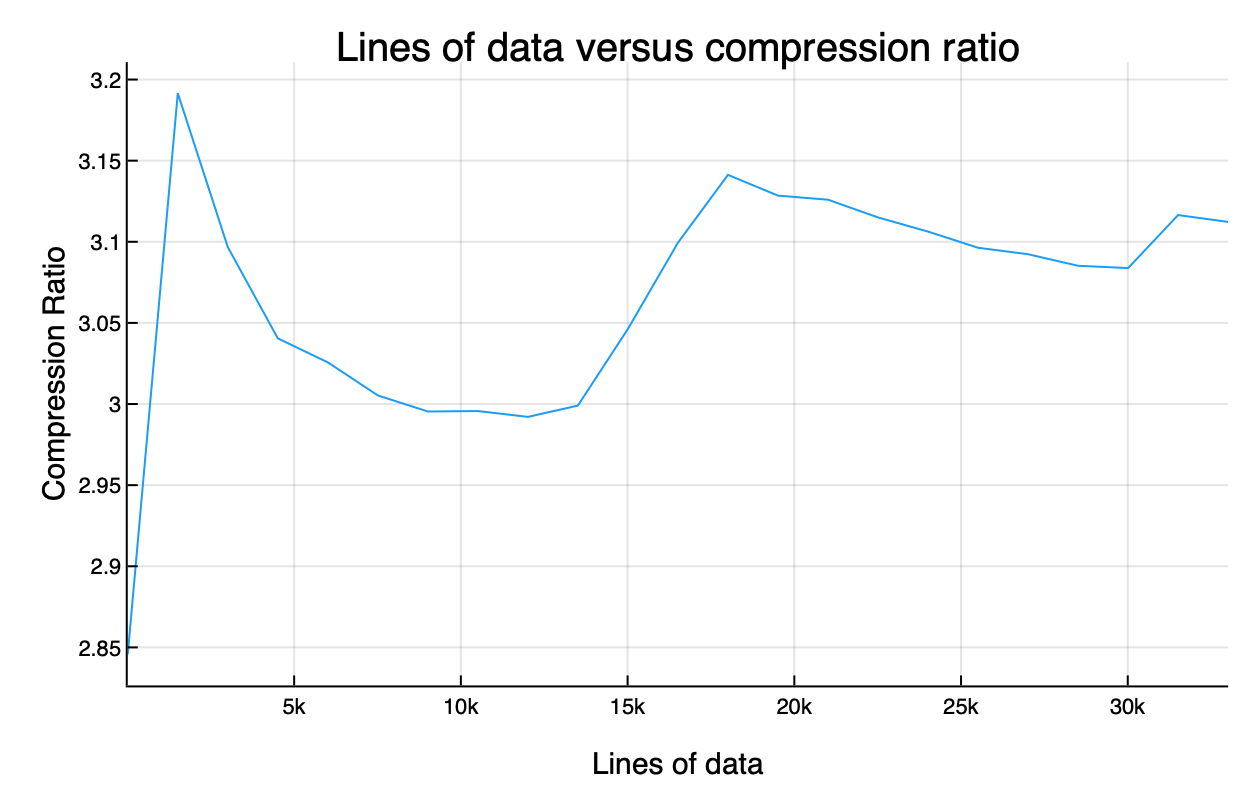 Lines of data versus compression ratio
3.2
3.15
3.1
3.05
3
2.95
2.9
2.85
Compression Ratio
5k 10k 15k 20k 25k 30k
Lines of data